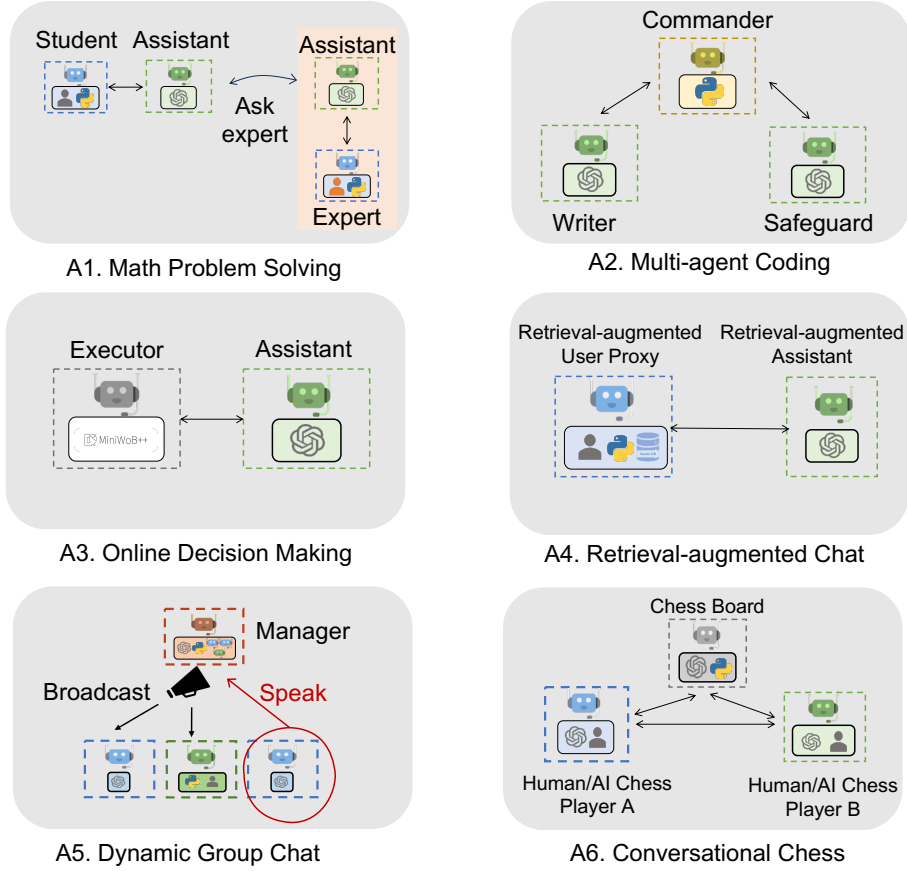 Student
Assistant
Assistant
Ask
expert
Expert
A1. Math Problem Solving
Commander
Writer
Safeguard
A2. Multi-agent Coding
Executor
Assistant
MiniWoB++
A3. Online Decision Making
Retrieval-augmented
User Proxy
Retrieval-augmented
Assistant
A4. Retrieval-augmented Chat
Manager
Broadcast
Speak
A5. Dynamic Group Chat
Chess Board
Human/AI Chess
Player A
Human/AI Chess
Player B
A6. Conversational Chess